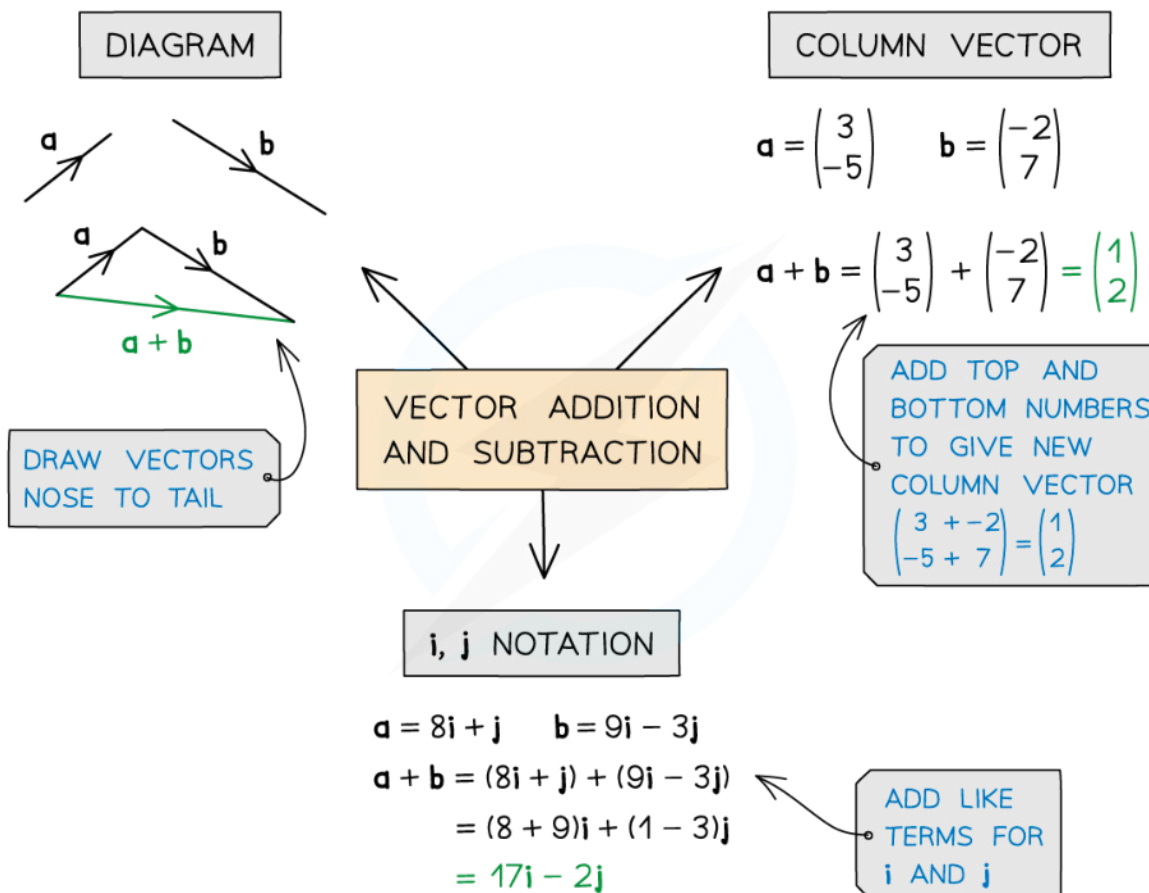 DIAGRAM
a
b
a
b
a + b
DRAW VECTORS
NOSE TO TAIL
COLUMN VECTOR
a = (3 −5) b = (−2 7)
a + b = (3 −5) + (−2 7) = (1 2)
ADD TOP AND
BOTTOM NUMBERS
TO GIVE NEW
COLUMN VECTOR
(3 + −2 −5 + 7) = (1 2)
VECTOR ADDITION
AND SUBTRACTION
i, j NOTATION
a = 8i + j b = 9i − 3j
a + b = (8i + j) + (9i − 3j)
= (8 + 9)i + (1 − 3)j
= 17i − 2j
ADD LIKE
TERMS FOR
i AND j